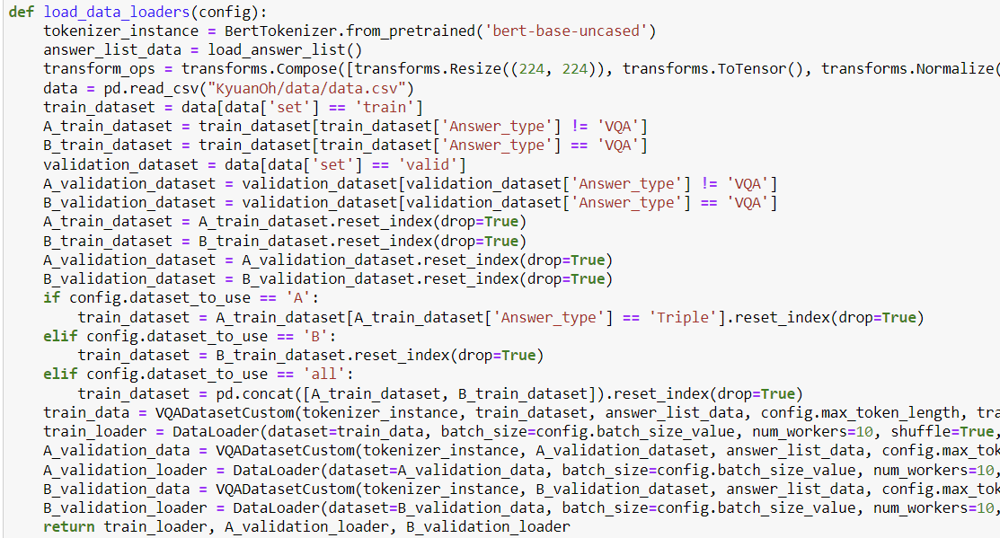 def load_data_loaders(config):
    tokenizer_instance = BertTokenizer.from_pretrained('bert-base-uncased')
    answer_list_data = load_answer_list()
    transform_ops = transforms.Compose([transforms.Resize((224, 224)), transforms.ToTensor(), transforms.Normalize(
    data = pd.read_csv("KyuanOh/data/data.csv")
    train_dataset = data[data['set'] == 'train']
    A_train_dataset = train_dataset[train_dataset['Answer_type'] != 'VQA']
    B_train_dataset = train_dataset[train_dataset['Answer_type'] == 'VQA']
    validation_dataset = data[data['set'] == 'valid']
    A_validation_dataset = validation_dataset[validation_dataset['Answer_type'] != 'VQA']
    B_validation_dataset = validation_dataset[validation_dataset['Answer_type'] == 'VQA']
    A_train_dataset = A_train_dataset.reset_index(drop=True)
    B_train_dataset = B_train_dataset.reset_index(drop=True)
    A_validation_dataset = A_validation_dataset.reset_index(drop=True)
    B_validation_dataset = B_validation_dataset.reset_index(drop=True)
    if config.dataset_to_use == 'A':
        train_dataset = A_train_dataset[A_train_dataset['Answer_type'] == 'Triple'].reset_index(drop=True)
    elif config.dataset_to_use == 'B':
        train_dataset = B_train_dataset.reset_index(drop=True)
    elif config.dataset_to_use == 'all':
        train_dataset = pd.concat([A_train_dataset, B_train_dataset]).reset_index(drop=True)
    train_data = VQADatasetCustom(tokenizer_instance, train_dataset, answer_list_data, config.max_token_length, tra
    train_loader = DataLoader(dataset=train_data, batch_size=config.batch_size_value, num_workers=10, shuffle=True,
    A_validation_data = VQADatasetCustom(tokenizer_instance, A_validation_dataset, answer_list_data, config.max_tok
    A_validation_loader = DataLoader(dataset=A_validation_data, batch_size=config.batch_size_value, num_workers=10,
    B_validation_data = VQADatasetCustom(tokenizer_instance, B_validation_dataset, answer_list_data, config.max_tok
    B_validation_loader = DataLoader(dataset=B_validation_data, batch_size=config.batch_size_value, num_workers=10,
    return train_loader, A_validation_loader, B_validation_loader